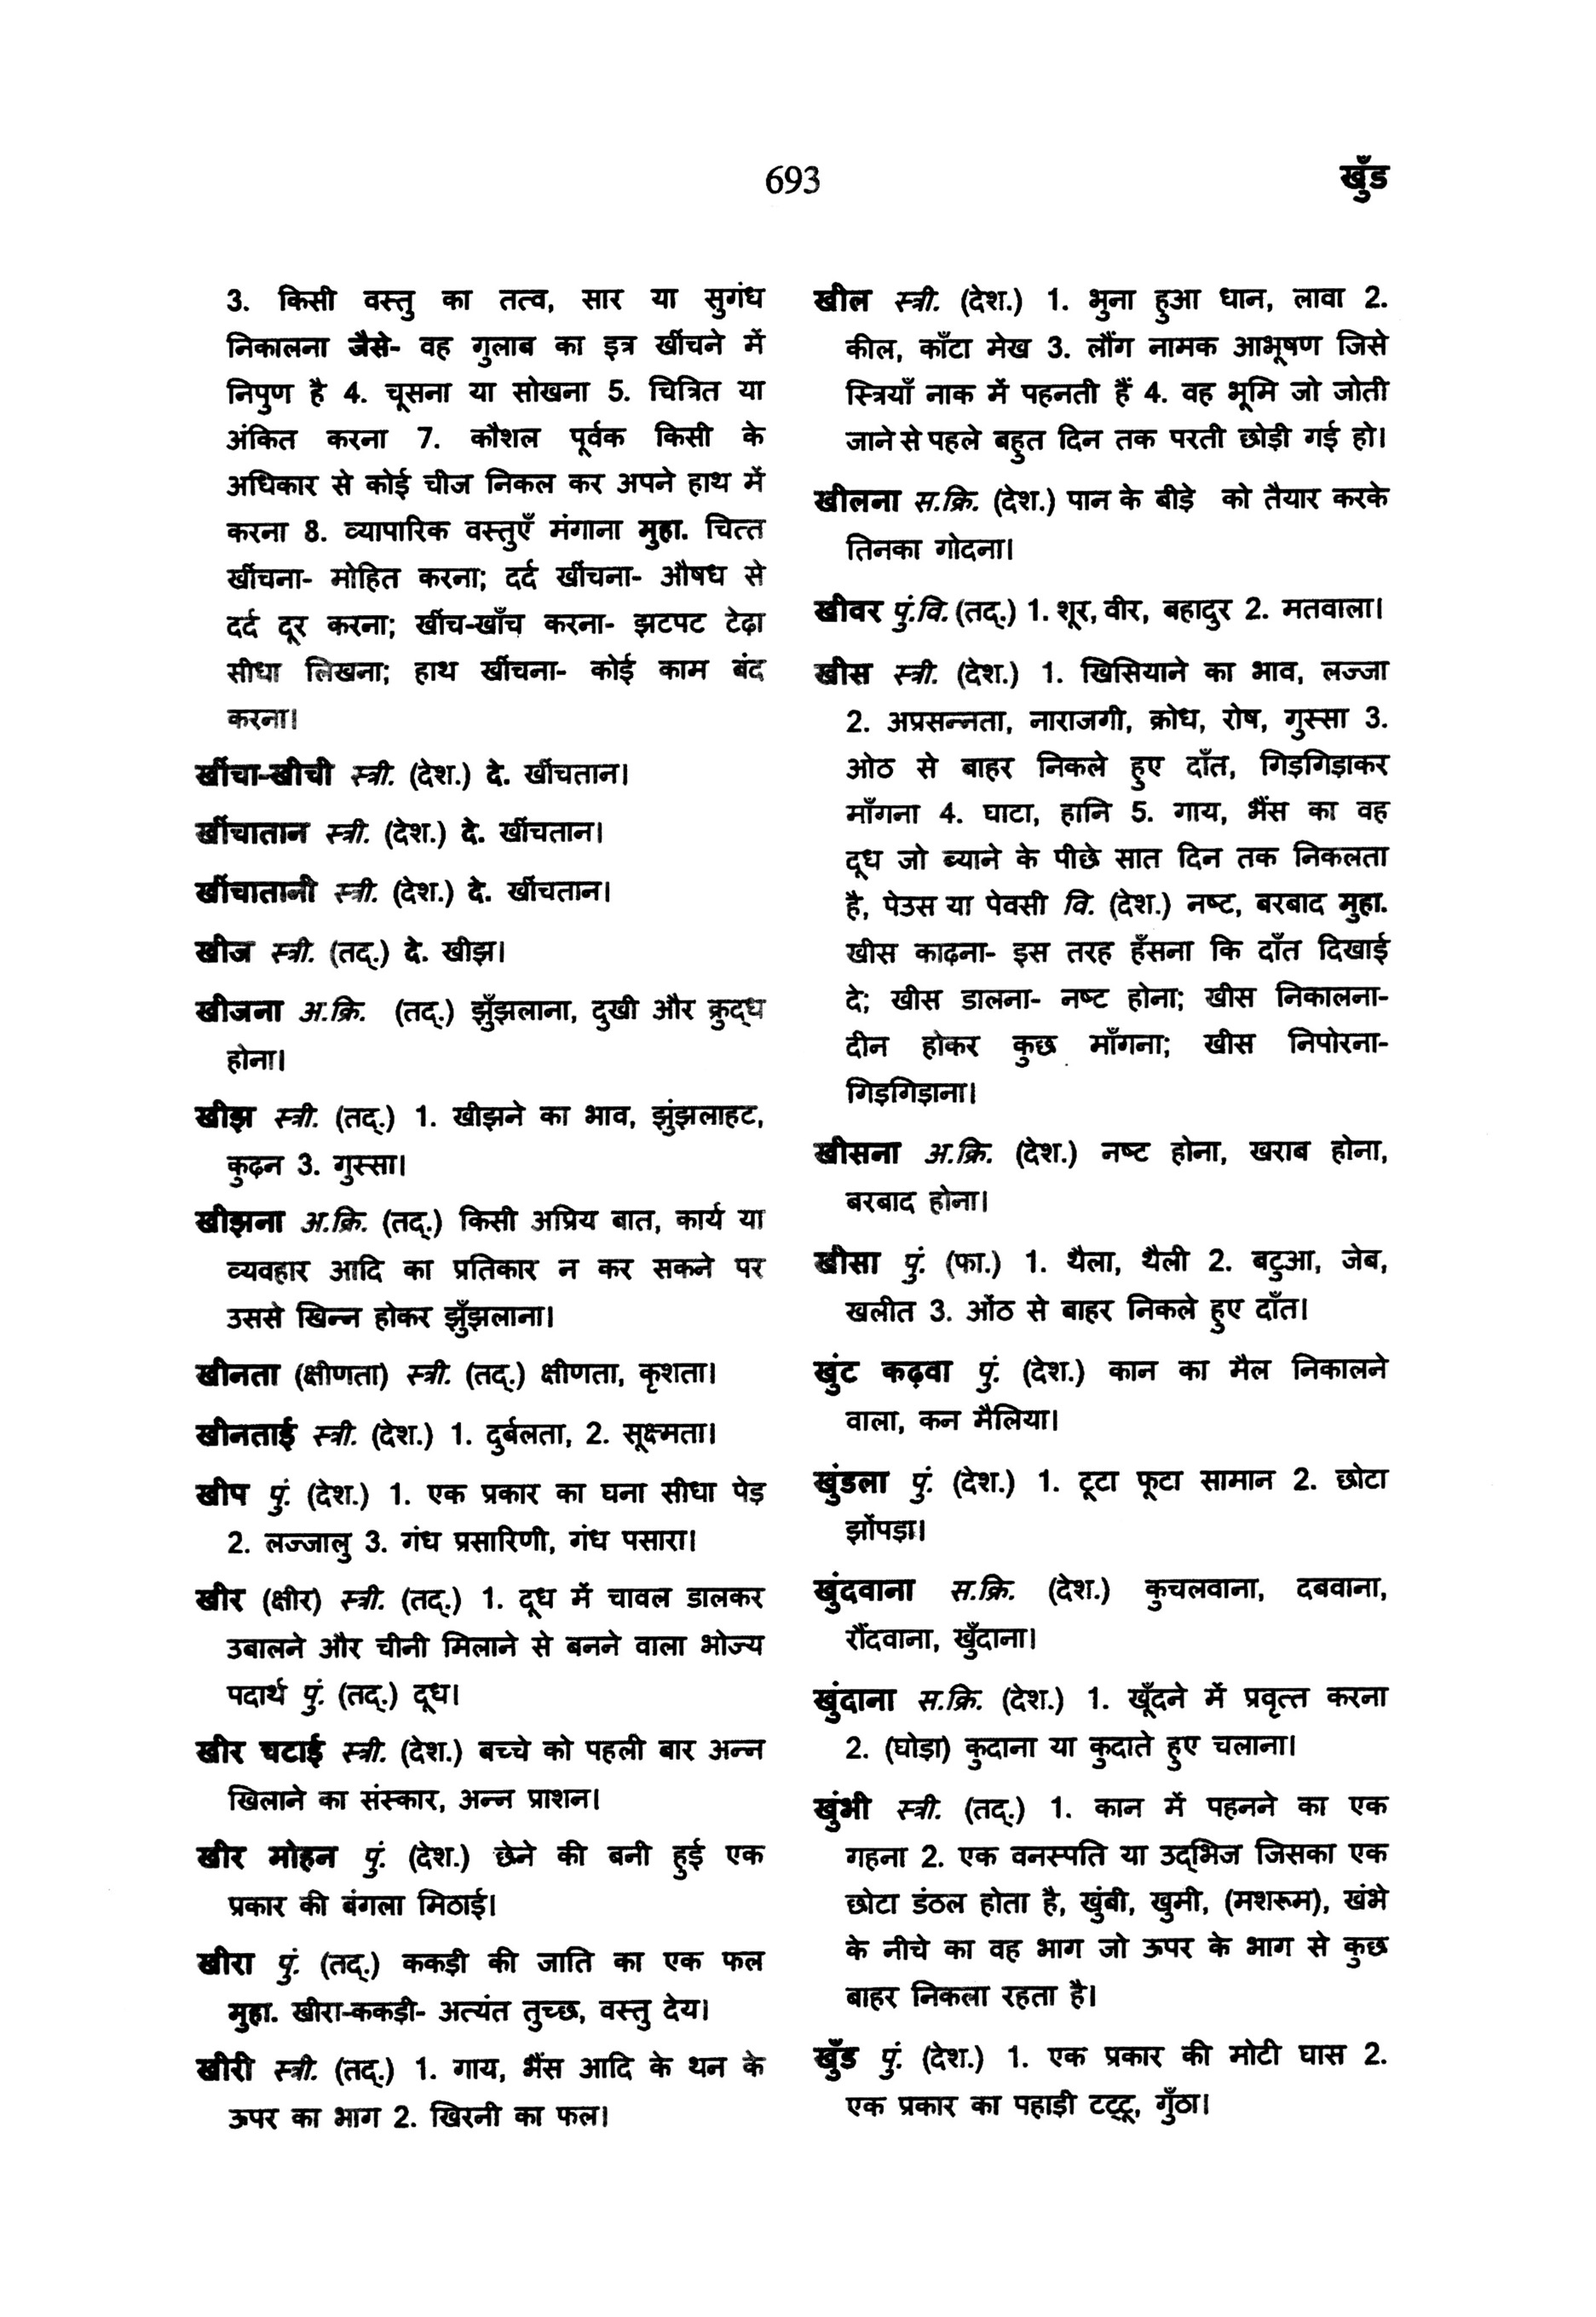 693
खुँड
3. किसी वस्तु का तत्व, सार या सुगंध
निकालना जैसे- वह गुलाब का इत्र खींचने में
निपुण है 4. चूसना या सोखना 5. चित्रित या
अंकित करना 7. कौशल पूर्वक किसी के
अधिकार से कोई चीज निकल कर अपने हाथ में
करना 8. व्यापारिक वस्तुएँ मंगाना मुहा. चित्त
खींचना- मोहित करना; दर्द खींचना- औषध से
दर्द दूर करना; खींच-खाँच करना- झटपट टेढ़ा
सीधा लिखना; हाथ खींचना- कोई काम बंद
करना।
खींचा-खीची स्त्री. (देश.) दे. खींचतान।
खींचातान स्त्री. (देश.) दे. खींचतान।
खींचातानी स्त्री. (देश.) दे. खींचतान।
खीज स्त्री. (तद्.) दे. खीझ।
खीजना अ.क्रि. (तद्.) झुँझलाना, दुखी और क्रुद्ध
होना।
खीझ स्त्री. (तद्.) 1. खीझने का भाव, झुंझलाहट,
कुढ़न 3. गुस्सा।
खीझना अ.क्रि. (तद्.) किसी अप्रिय बात, कार्य या
व्यवहार आदि का प्रतिकार न कर सकने पर
उससे खिन्न होकर झुँझलाना।
खीनता (क्षीणता) स्त्री. (तद्.) क्षीणता, कृशता।
खीनताई स्त्री. (देश.) 1. दुर्बलता, 2. सूक्ष्मता।
खीप पुं. (देश.) 1. एक प्रकार का घना सीधा पेड़
2. लज्जालु 3. गंध प्रसारिणी, गंध पसारा।
खीर (क्षीर) स्त्री. (तद्.) 1. दूध में चावल डालकर
उबालने और चीनी मिलाने से बनने वाला भोज्य
पदार्थ पुं. (तद्.) दूध।
खीर चटाई स्त्री. (देश.) बच्चे को पहली बार अन्न
खिलाने का संस्कार, अन्न प्राशन।
खीर मोहन पुं. (देश.) छेने की बनी हुई एक
प्रकार की बंगला मिठाई।
खीरा पुं. (तद्.) ककड़ी की जाति का एक फल
मुहा. खीरा-ककड़ी- अत्यंत तुच्छ, वस्तु देय।
खीरी स्त्री. (तद्.) 1. गाय, भैंस आदि के थन के
ऊपर का भाग 2. खिरनी का फल।
खील स्त्री. (देश.) 1. भुना हुआ धान, लावा 2.
कील, काँटा मेख 3. लौंग नामक आभूषण जिसे
स्त्रियाँ नाक में पहनती हैं 4. वह भूमि जो जोती
जाने से पहले बहुत दिन तक परती छोड़ी गई हो।
खीलना स.क्रि. (देश.) पान के बीड़े को तैयार करके
तिनका गोदना।
खीवर पुं.वि. (तद्.) 1. शूर, वीर, बहादुर 2. मतवाला।
खीस स्त्री. (देश.) 1. खिसियाने का भाव, लज्जा
2. अप्रसन्नता, नाराजगी, क्रोध, रोष, गुस्सा 3.
ओठ से बाहर निकले हुए दाँत, गिड़गिड़ाकर
माँगना 4. घाटा, हानि 5. गाय, भैंस का वह
दूध जो ब्याने के पीछे सात दिन तक निकलता
है, पेउस या पेवसी वि. (देश.) नष्ट, बरबाद मुहा.
खीस काढ़ना- इस तरह हँसना कि दाँत दिखाई
दे; खीस डालना- नष्ट होना; खीस निकालना-
दीन होकर कुछ माँगना; खीस निपोरना-
गिड़गिड़ाना।
खीसना अ.क्रि. (देश.) नष्ट होना, खराब होना,
बरबाद होना।
खीसा पुं. (फा.) 1. थैला, थैली 2. बटुआ, जेब,
खलीत 3. ओंठ से बाहर निकले हुए दाँत।
खुंट कढ़वा पुं. (देश.) कान का मैल निकालने
वाला, कन मैलिया।
खुंडला पुं. (देश.) 1. टूटा फूटा सामान 2. छोटा
झोंपड़ा।
खुंदवाना स.क्रि. (देश.) कुचलवाना, दबवाना,
रौंदवाना, खुँदाना।
खुंदाना स.क्रि. (देश.) 1. खूँदने में प्रवृत्त करना
2. (घोड़ा) कुदाना या कुदाते हुए चलाना।
खुंभी स्त्री. (तद्.) 1. कान में पहनने का एक
गहना 2. एक वनस्पति या उद्भिज जिसका एक
छोटा डंठल होता है, खुंबी, खुमी, (मशरूम), खंभे
के नीचे का वह भाग जो ऊपर के भाग से कुछ
बाहर निकला रहता है।
खुँड पुं. (देश.) 1. एक प्रकार की मोटी घास 2.
एक प्रकार का पहाड़ी टट्टू, गुँठा।